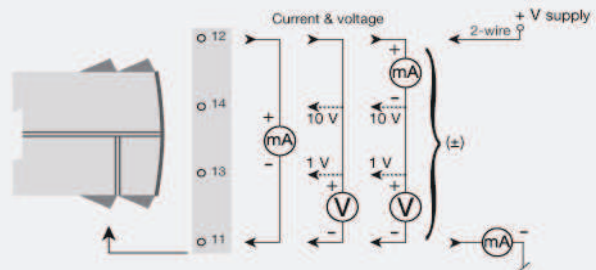 Current & voltage
+ V supply
2-wire
12
14
13
11
+
mA
-
10 V
1 V
+
V
-
+
mA
-
10 V
1 V
+
V
-
(±)
mA
-